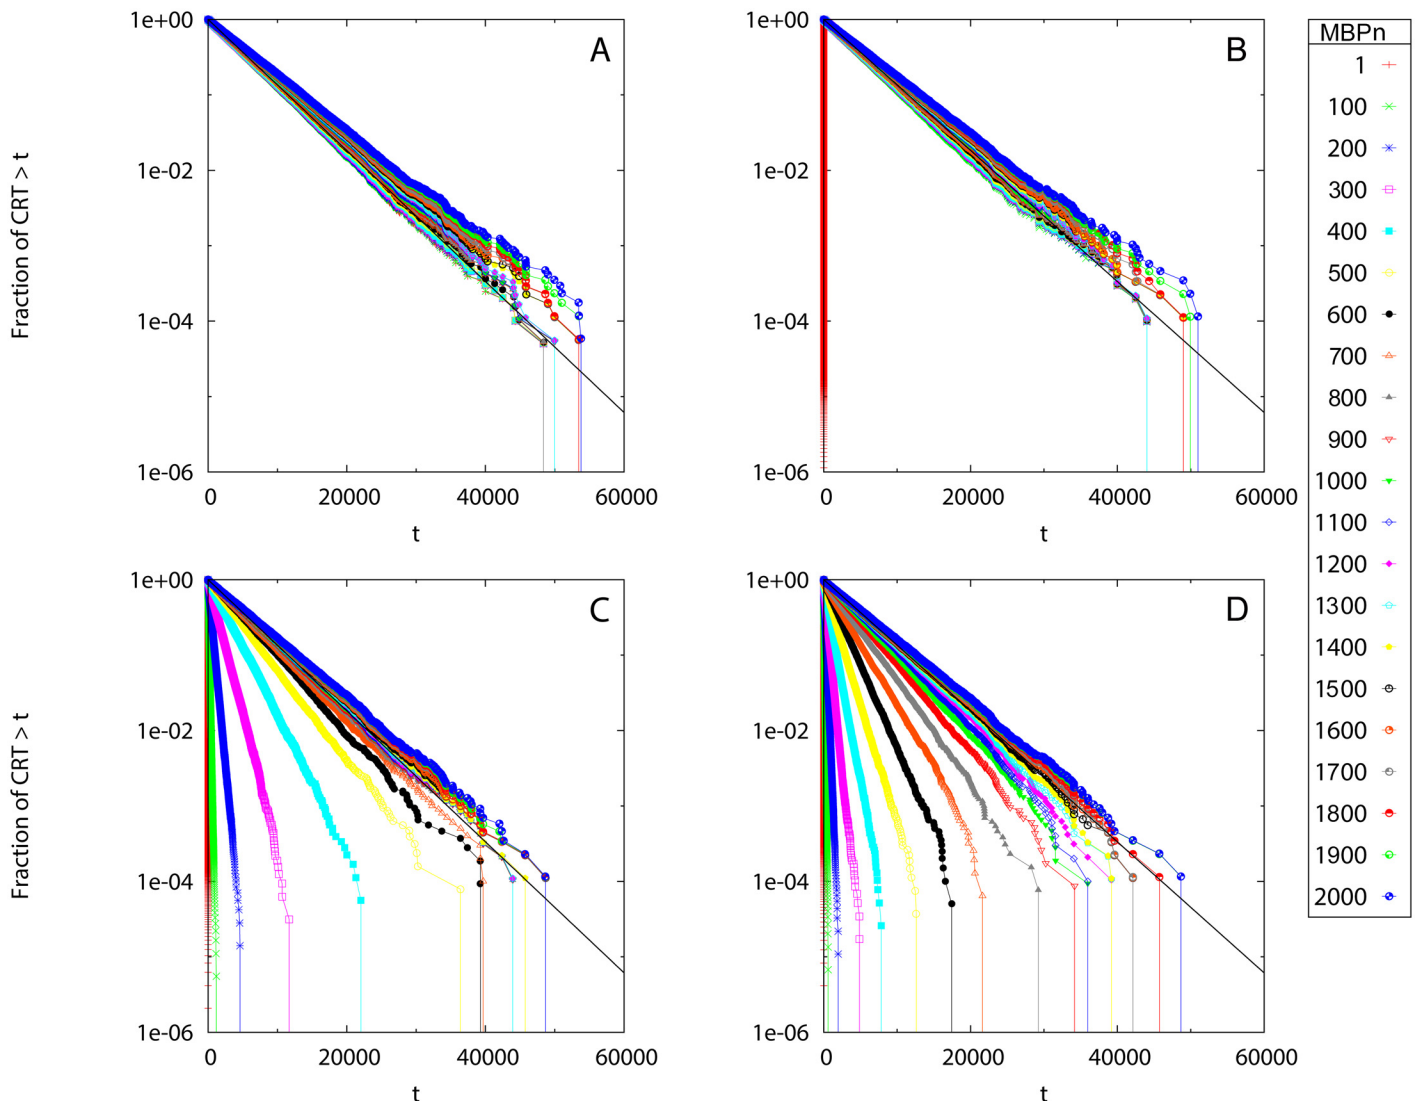 A
1e+00
1e-02
1e-04
1e-06
Fraction of CRT > t
0 20000 40000 60000
t
B
1e+00
1e-02
1e-04
1e-06
0 20000 40000 60000
t
C
1e+00
1e-02
1e-04
1e-06
Fraction of CRT > t
0 20000 40000 60000
t
D
1e+00
1e-02
1e-04
1e-06
0 20000 40000 60000
t
MBPn
1
100
200
300
400
500
600
700
800
900
1000
1100
1200
1300
1400
1500
1600
1700
1800
1900
2000